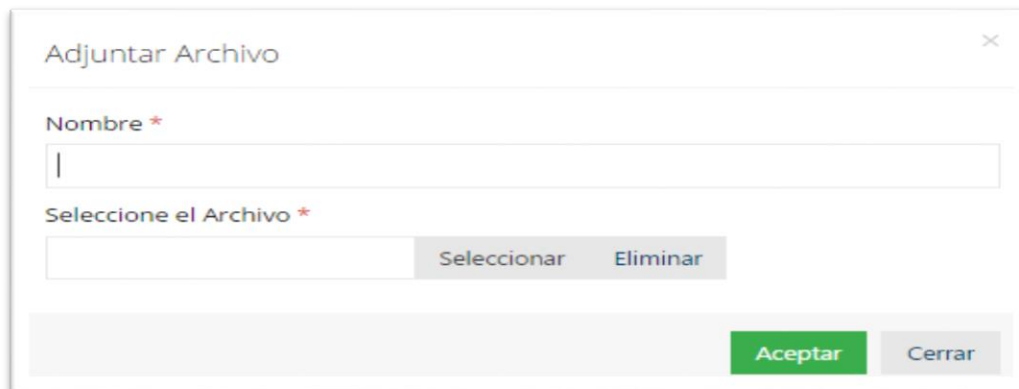 Adjuntar Archivo
Nombre *
Seleccione el Archivo *
Seleccionar Eliminar
Aceptar Cerrar